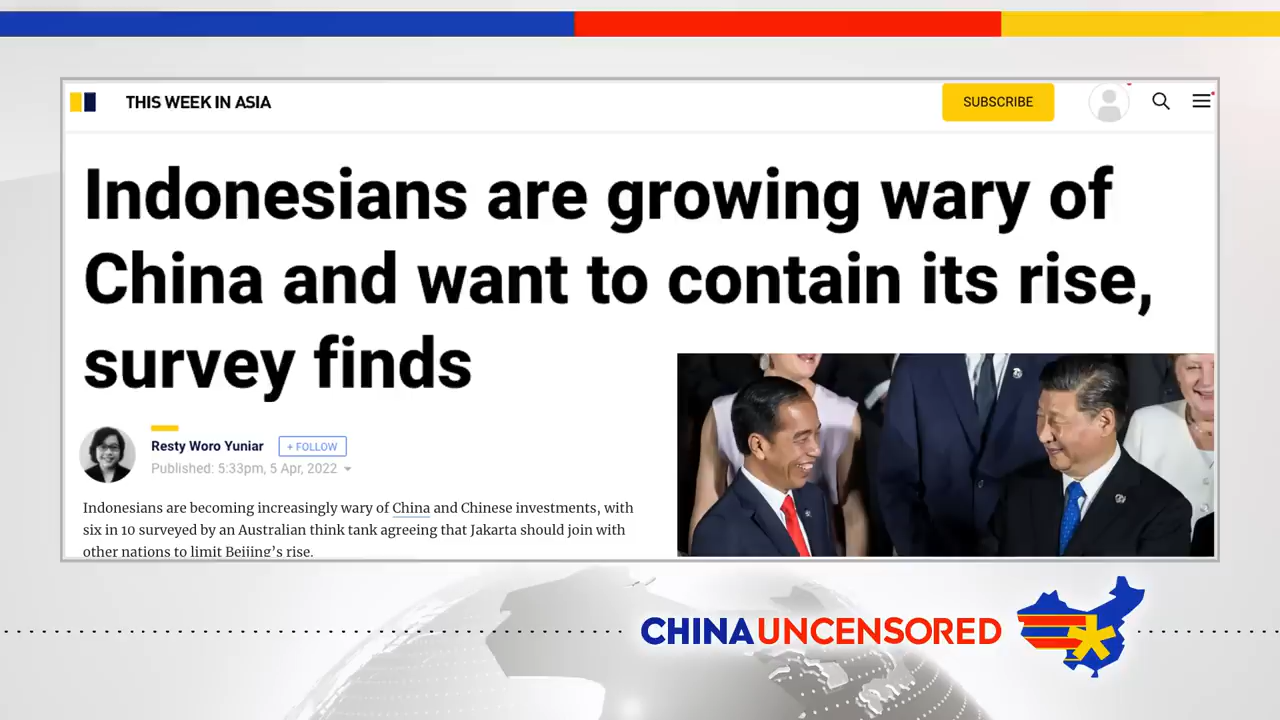 THIS WEEK IN ASIA
SUBSCRIBE
Indonesians are growing wary of
China and want to contain its rise,
survey finds
Resty Woro Yuniar
+ FOLLOW
Published: 5:33pm, 5 Apr, 2022
Indonesians are becoming increasingly wary of China and Chinese investments, with
six in 10 surveyed by an Australian think tank agreeing that Jakarta should join with
other nations to limit Beijing's rise.
CHINA UNCENSORED